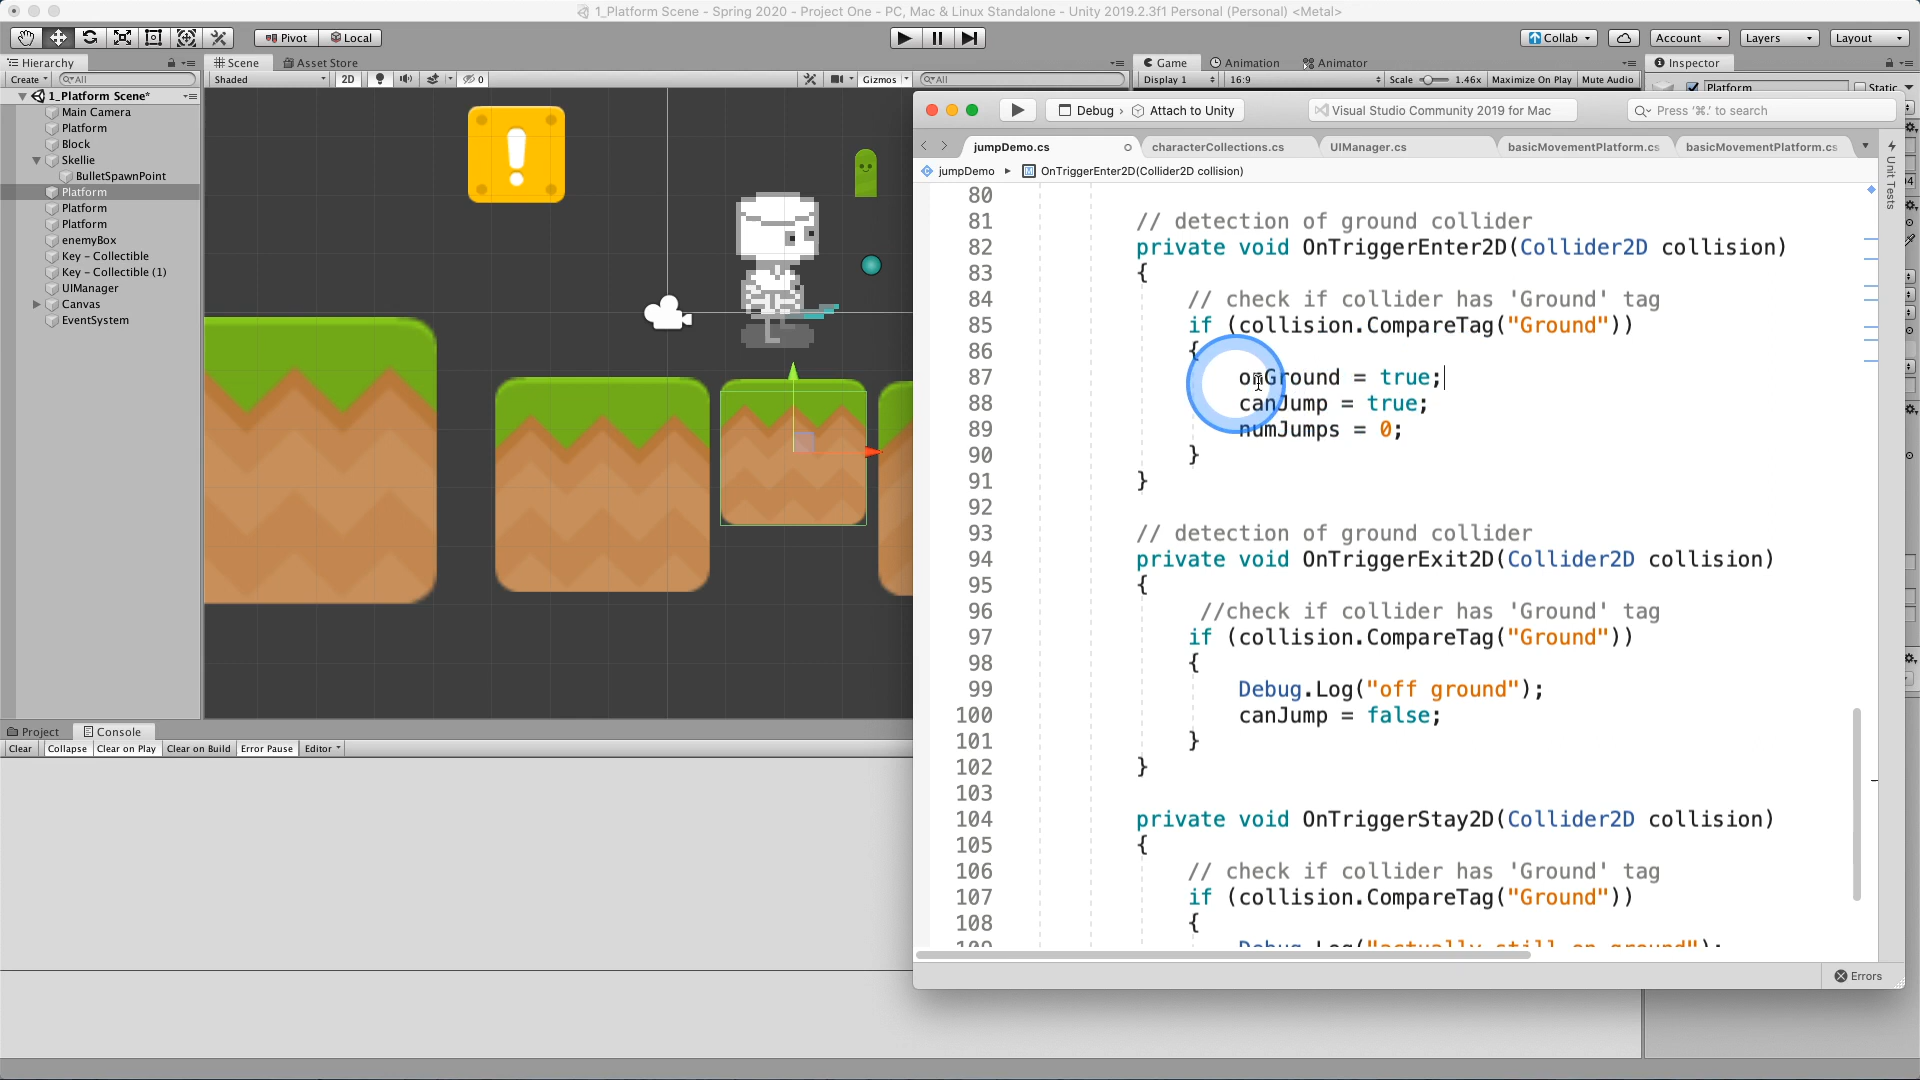 1_Platform Scene - Spring 2020 - Project One - PC, Mac & Linux Standalone - Unity 2019.2.3f1 Personal (Personal) <Metal>
Pivot Local Collab Account Layers Layout
Hierarchy Scene Asset Store Game Animation Animator Inspector
Create All Shaded 2D 0 Gizmos All Display 1 16:9 Scale 1.46x Maximize On Play Mute Audio Platform Static
1_Platform Scene*
Main Camera
Platform
Block
Skellie
BulletSpawnPoint
Platform
Platform
Platform
enemyBox
Key - Collectible
Key - Collectible (1)
UIManager
Canvas
EventSystem
Project Console
Clear Collapse Clear on Play Clear on Build Error Pause Editor
Debug › Attach to Unity Visual Studio Community 2019 for Mac Press '⌘.' to search
jumpDemo.cs characterCollections.cs UIManager.cs basicMovementPlatform.cs basicMovementPlatform.cs
jumpDemo OnTriggerEnter2D(Collider2D collision)
Unit Tests
80
81 // detection of ground collider
82 private void OnTriggerEnter2D(Collider2D collision)
83 {
84 // check if collider has 'Ground' tag
85 if (collision.CompareTag("Ground"))
86 {
87 onGround = true;
88 canJump = true;
89 numJumps = 0;
90 }
91 }
92
93 // detection of ground collider
94 private void OnTriggerExit2D(Collider2D collision)
95 {
96 //check if collider has 'Ground' tag
97 if (collision.CompareTag("Ground"))
98 {
99 Debug.Log("off ground");
100 canJump = false;
101 }
102 }
103
104 private void OnTriggerStay2D(Collider2D collision)
105 {
106 // check if collider has 'Ground' tag
107 if (collision.CompareTag("Ground"))
108 {
109 Debug.Log("actually still on ground");
Errors